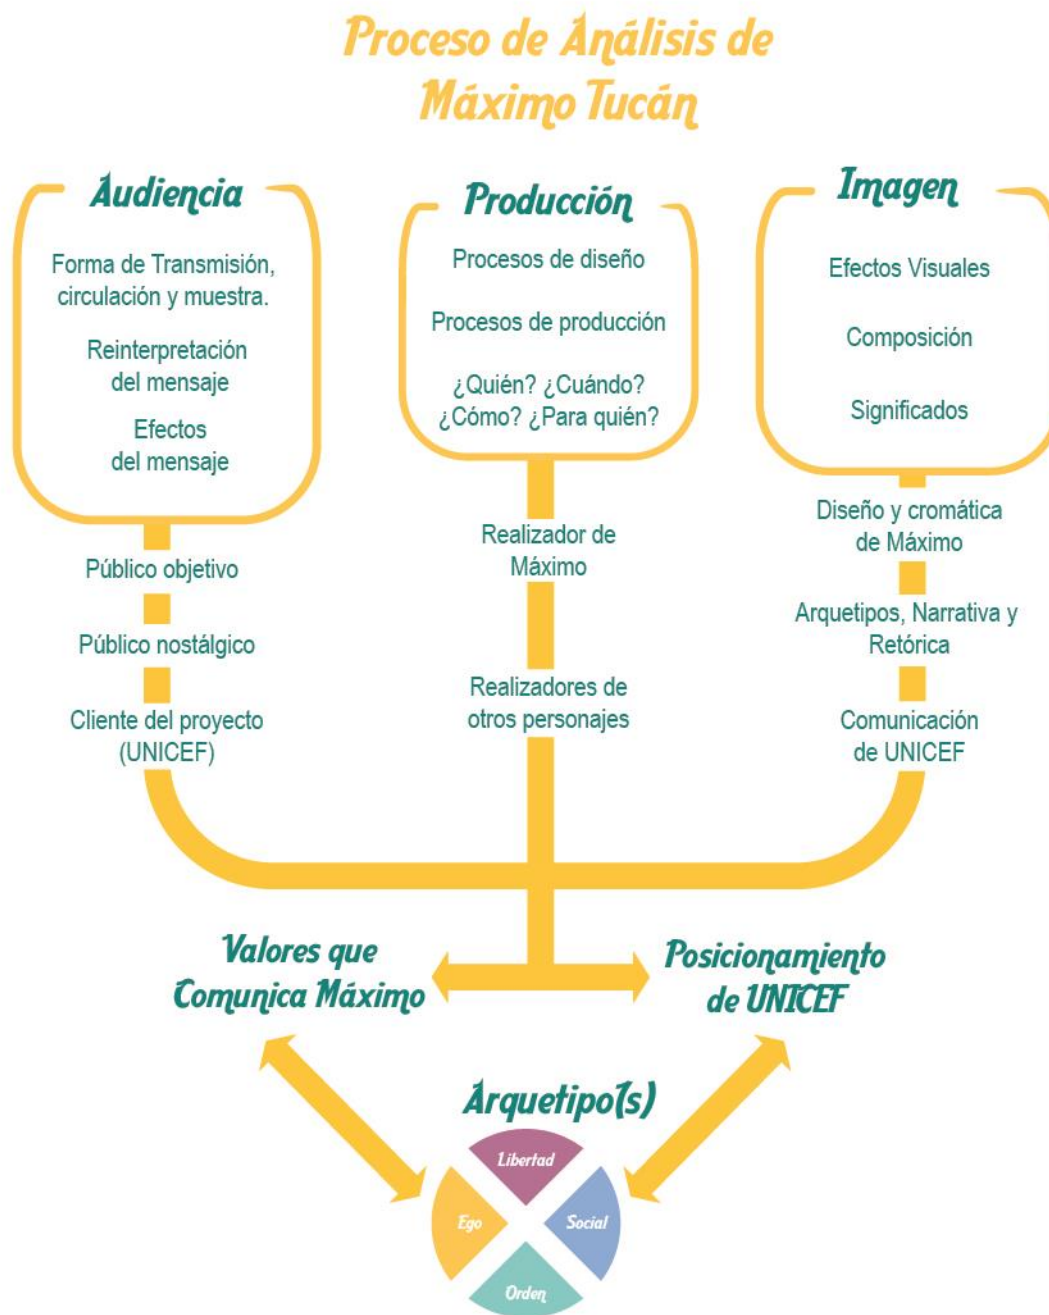 Proceso de Análisis de
Máximo Tucán
Audiencia
Forma de Transmisión,
circulación y muestra.
Reinterpretación
del mensaje
Efectos
del mensaje
Público objetivo
Público nostálgico
Cliente del proyecto
(UNICEF)
Producción
Procesos de diseño
Procesos de producción
¿Quién? ¿Cuándo?
¿Cómo? ¿Para quién?
Realizador de
Máximo
Realizadores de
otros personajes
Imagen
Efectos Visuales
Composición
Significados
Diseño y cromática
de Máximo
Arquetipos, Narrativa y
Retórica
Comunicación
de UNICEF
Valores que
Comunica Máximo
Posicionamiento
de UNICEF
Arquetipo(s)
Libertad
Ego
Social
Orden